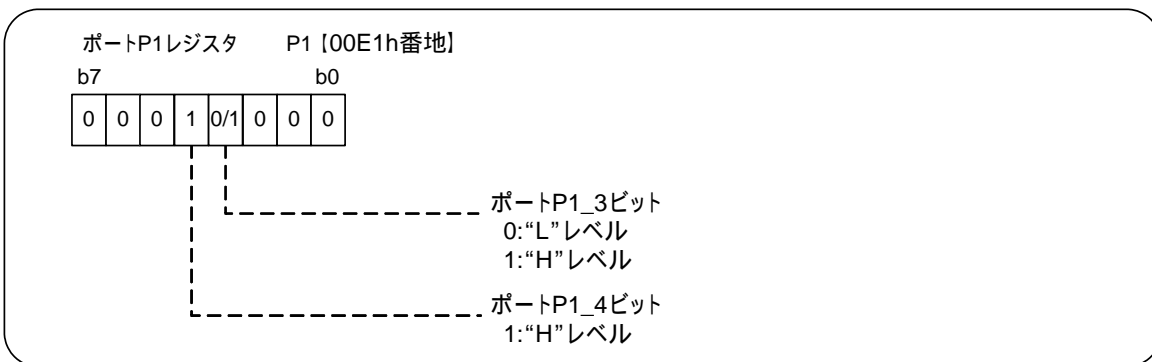 ポートP1レジスタ P1【00E1h番地】
b7 b0
0 0 0 1 0/1 0 0 0
ポートP1_3ビット
0:“L”レベル
1:“H”レベル
ポートP1_4ビット
1:“H”レベル